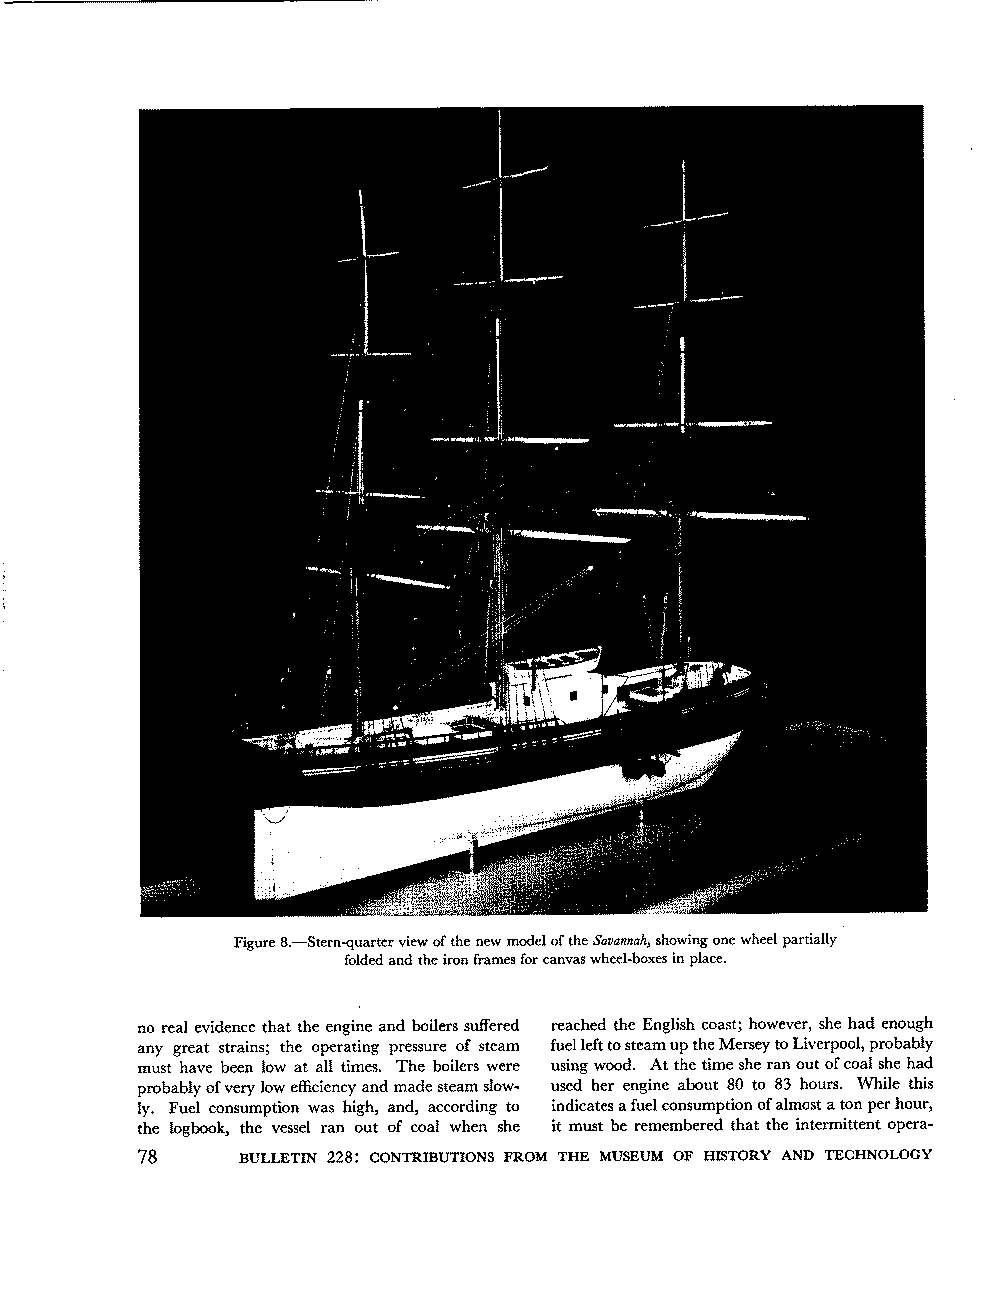 Figure 8.—Stern-quarter view of the new model of the Savannah, showing one wheel partially
folded and the iron frames for canvas wheel-boxes in place.
no real evidence that the engine and boilers suffered
any great strains; the operating pressure of steam
must have been low at all times. The boilers were
probably of very low efficiency and made steam slow-
ly. Fuel consumption was high, and, according to
the logbook, the vessel ran out of coal when she
reached the English coast; however, she had enough
fuel left to steam up the Mersey to Liverpool, probably
using wood. At the time she ran out of coal she had
used her engine about 80 to 83 hours. While this
indicates a fuel consumption of almost a ton per hour,
it must be remembered that the intermittent opera-
78 BULLETIN 228: CONTRIBUTIONS FROM THE MUSEUM OF HISTORY AND TECHNOLOGY